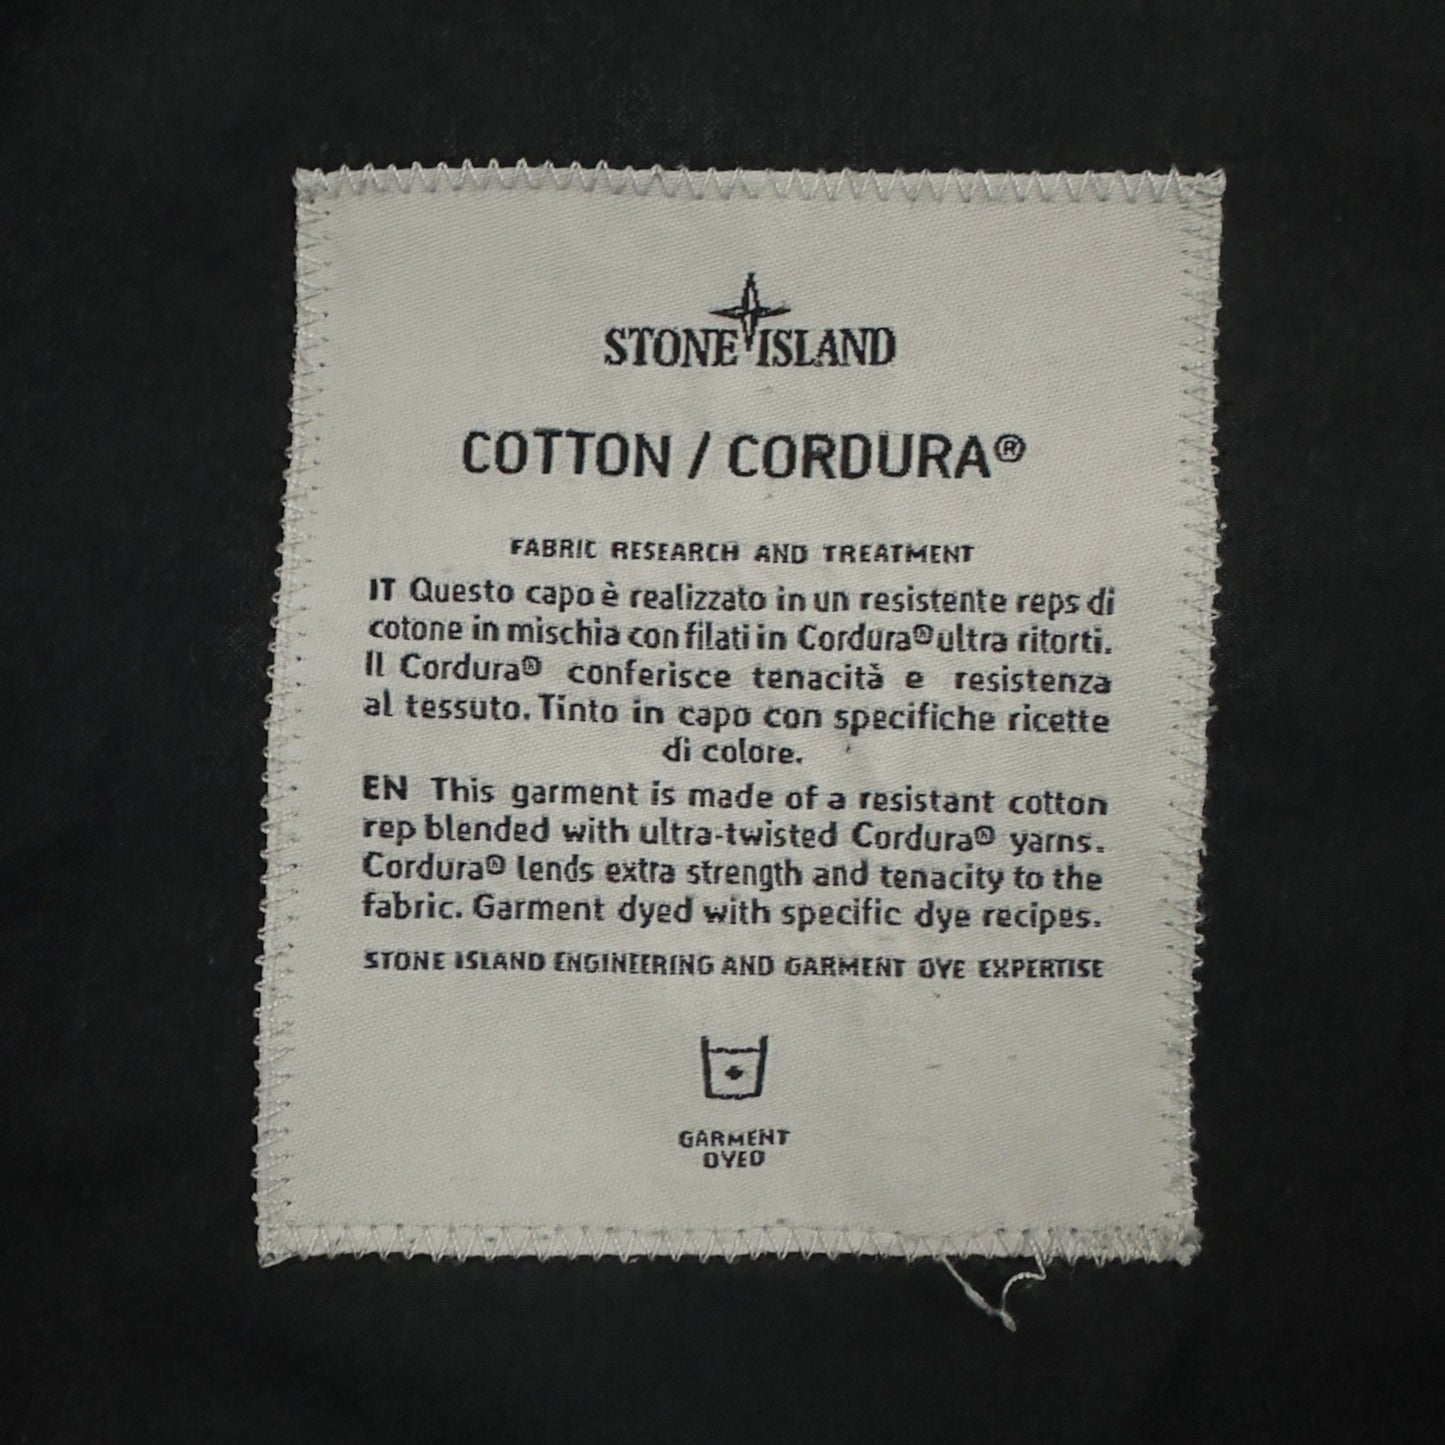 STONE ISLAND
COTTON / CORDURA®
FABRIC RESEARCH AND TREATMENT
IT Questo capo è realizzato in un resistente reps di
cotone in mischia con filati in Cordura® ultra ritorti.
Il Cordura® conferisce tenacità e resistenza
al tessuto. Tinto in capo con specifiche ricette
di colore.
EN This garment is made of a resistant cotton
rep blended with ultra-twisted Cordura® yarns.
Cordura® lends extra strength and tenacity to the
fabric. Garment dyed with specific dye recipes.
STONE ISLAND ENGINEERING AND GARMENT DYE EXPERTISE
GARMENT
DYED